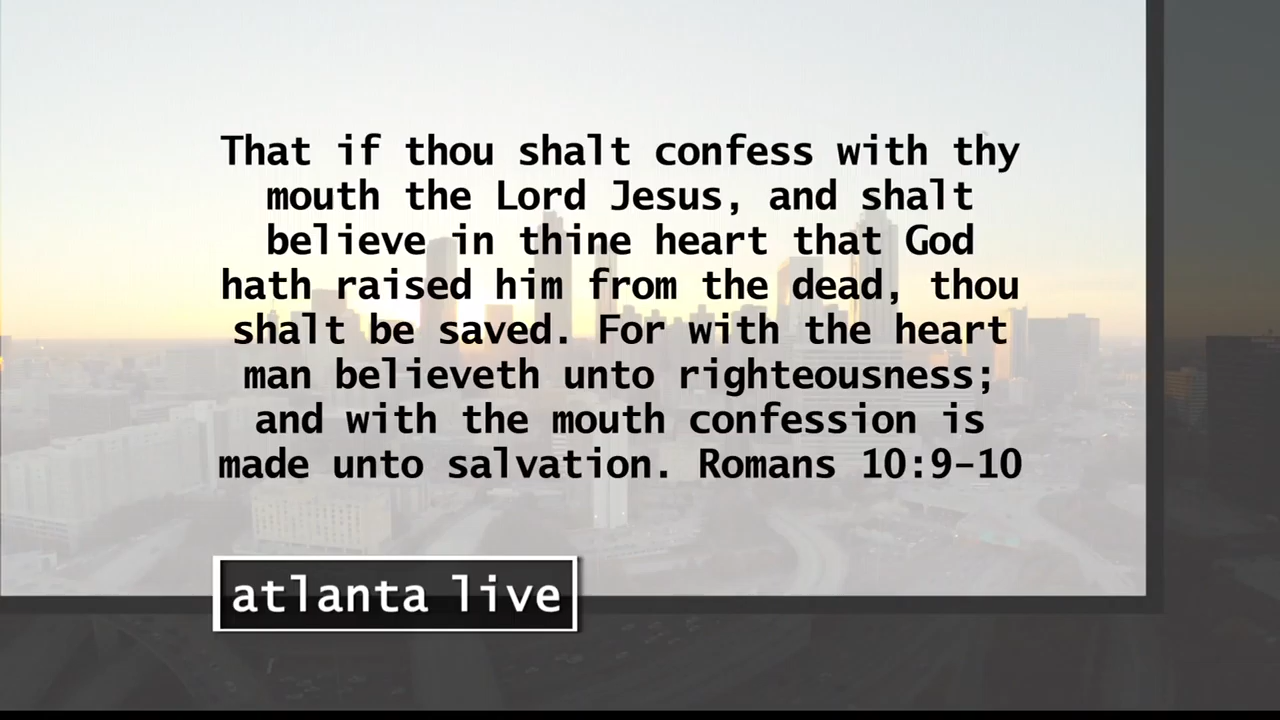 That if thou shalt confess with thy
mouth the Lord Jesus, and shalt
believe in thine heart that God
hath raised him from the dead, thou
shalt be saved. For with the heart
man believeth unto righteousness;
and with the mouth confession is
made unto salvation. Romans 10:9-10
atlanta live